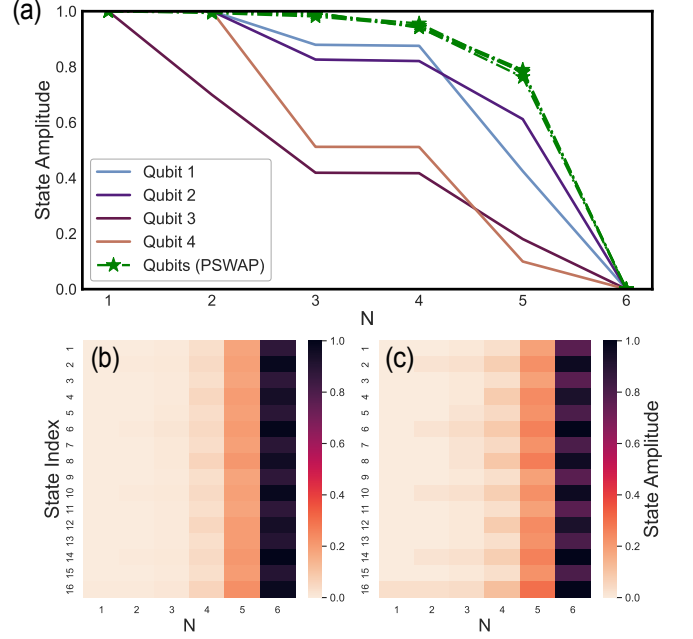 (a)
State Amplitude
1.0
0.8
0.6
0.4
0.2
0.0
Qubit 1
Qubit 2
Qubit 3
Qubit 4
Qubits (PSWAP)
1 2 3 4 5 6
N
(b)
State Index
1
2
3
4
5
6
7
8
9
10
11
12
13
14
15
16
1 2 3 4 5 6
N
1.0
0.8
0.6
0.4
0.2
0.0
(c)
1
2
3
4
5
6
7
8
9
10
11
12
13
14
15
16
1 2 3 4 5 6
N
1.0
0.8
0.6
0.4
0.2
0.0
State Amplitude